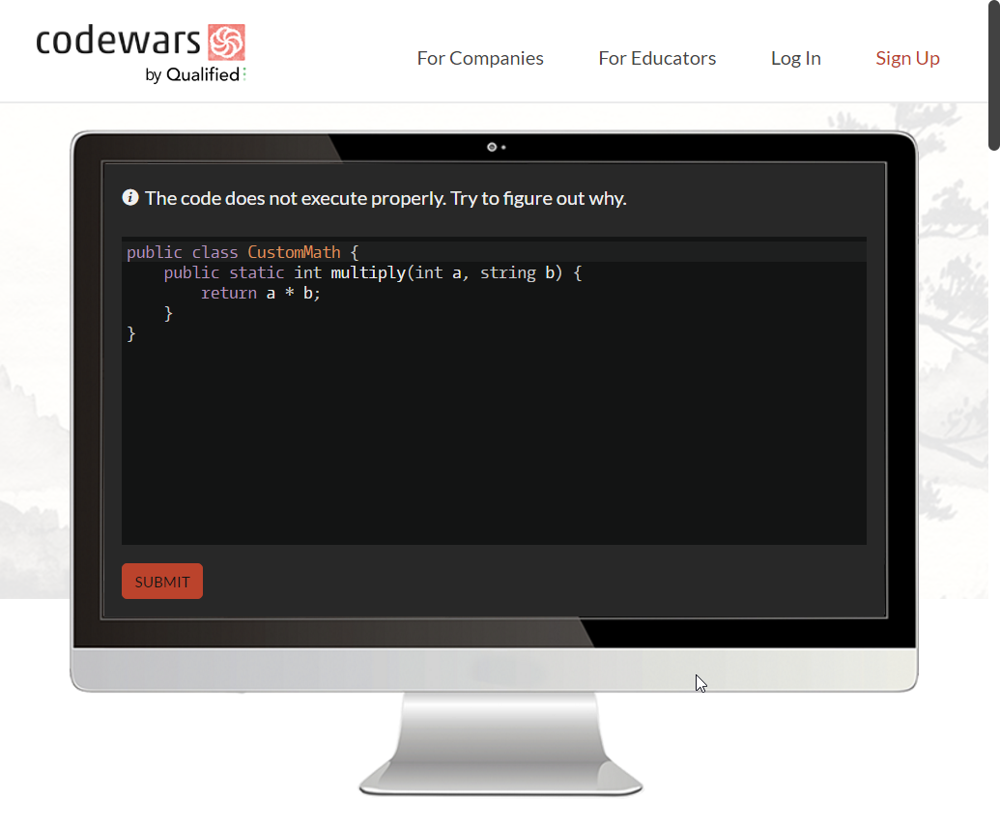 codewars
by Qualified
For Companies
For Educators
Log In
Sign Up
The code does not execute properly. Try to figure out why.
public class CustomMath {
    public static int multiply(int a, string b) {
        return a * b;
    }
}
SUBMIT